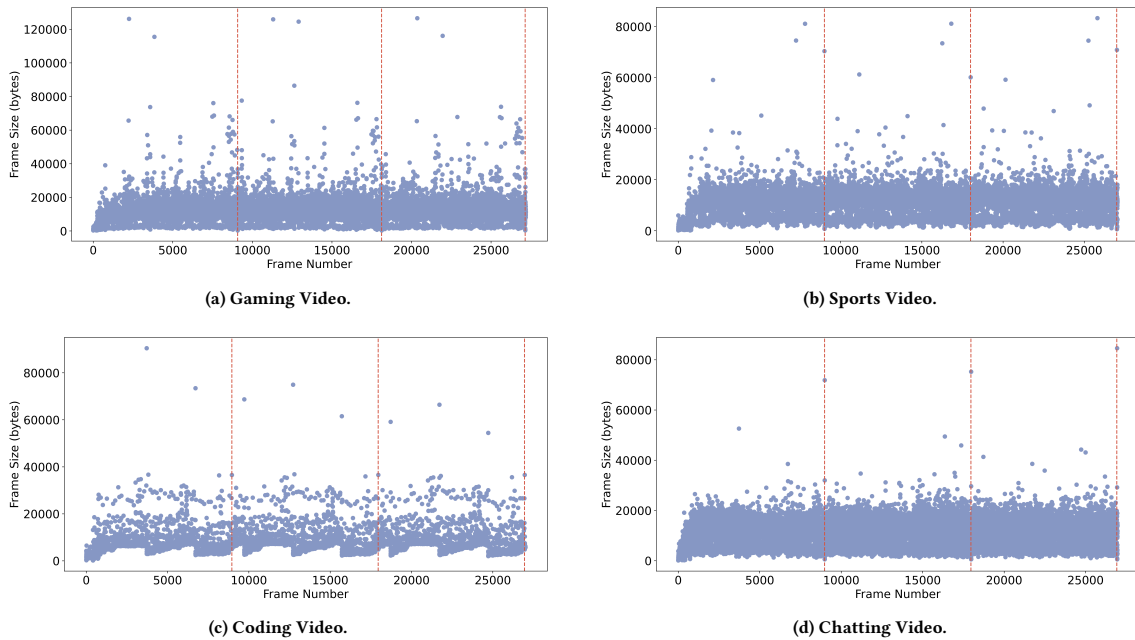 120000
100000
80000
60000
40000
20000
0
Frame Size (bytes)
0 5000 10000 15000 20000 25000
Frame Number
(a) Gaming Video.
80000
60000
40000
20000
0
Frame Size (bytes)
0 5000 10000 15000 20000 25000
Frame Number
(b) Sports Video.
80000
60000
40000
20000
0
Frame Size (bytes)
0 5000 10000 15000 20000 25000
Frame Number
(c) Coding Video.
80000
60000
40000
20000
0
Frame Size (bytes)
0 5000 10000 15000 20000 25000
Frame Number
(d) Chatting Video.